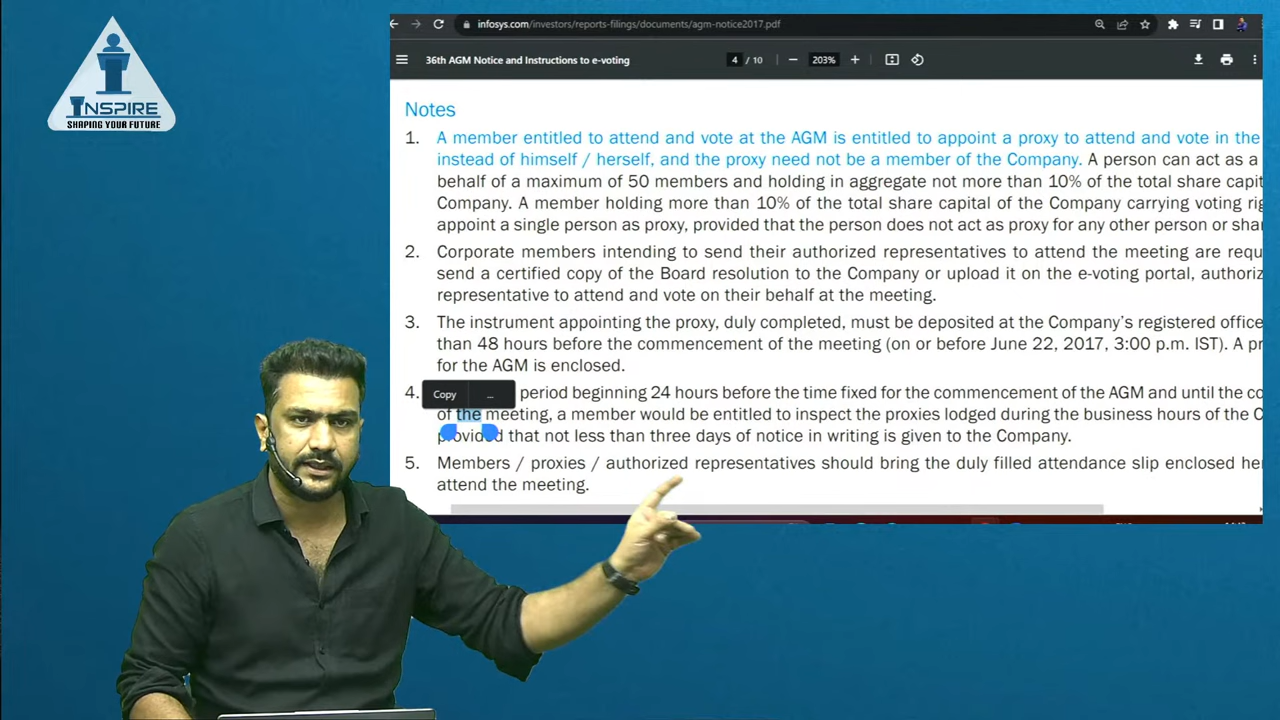 INSPIRE
SHAPING YOUR FUTURE
infosys.com/investors/reports-filings/documents/agm-notice2017.pdf
36th AGM Notice and Instructions to e-voting
4 / 10
203%
Notes
1. A member entitled to attend and vote at the AGM is entitled to appoint a proxy to attend and vote in the
instead of himself / herself, and the proxy need not be a member of the Company. A person can act as a
behalf of a maximum of 50 members and holding in aggregate not more than 10% of the total share capit
Company. A member holding more than 10% of the total share capital of the Company carrying voting rig
appoint a single person as proxy, provided that the person does not act as proxy for any other person or shar
2. Corporate members intending to send their authorized representatives to attend the meeting are requ
send a certified copy of the Board resolution to the Company or upload it on the e-voting portal, authoriz
representative to attend and vote on their behalf at the meeting.
3. The instrument appointing the proxy, duly completed, must be deposited at the Company's registered office
than 48 hours before the commencement of the meeting (on or before June 22, 2017, 3:00 p.m. IST). A pr
for the AGM is enclosed.
4. Copy ... period beginning 24 hours before the time fixed for the commencement of the AGM and until the co
of the meeting, a member would be entitled to inspect the proxies lodged during the business hours of the C
provided that not less than three days of notice in writing is given to the Company.
5. Members / proxies / authorized representatives should bring the duly filled attendance slip enclosed her
attend the meeting.